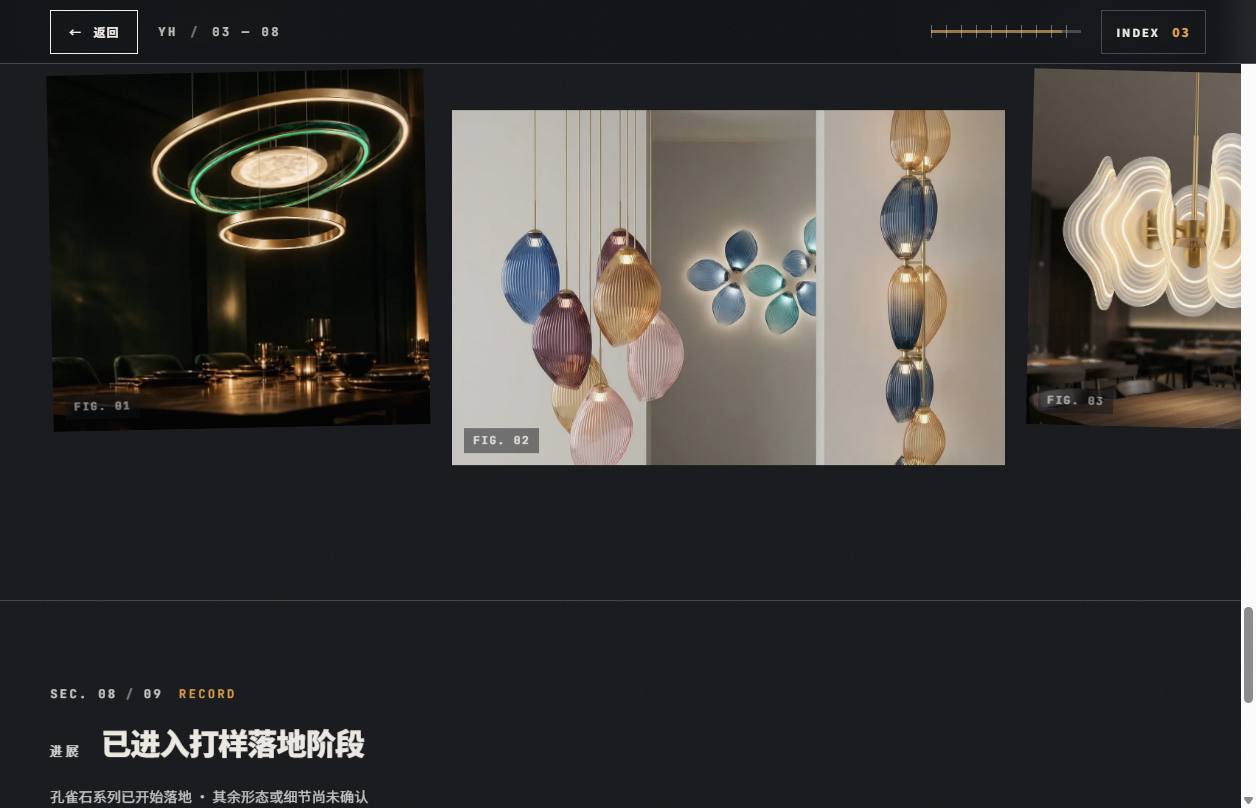 ← 返回
YH / 03 — 08
INDEX 03
FIG. 01
FIG. 02
FIG. 03
SEC. 08 / 09 RECORD
进展 已进入打样落地阶段
孔雀石系列已开始落地 · 其余形态或细节尚未确认